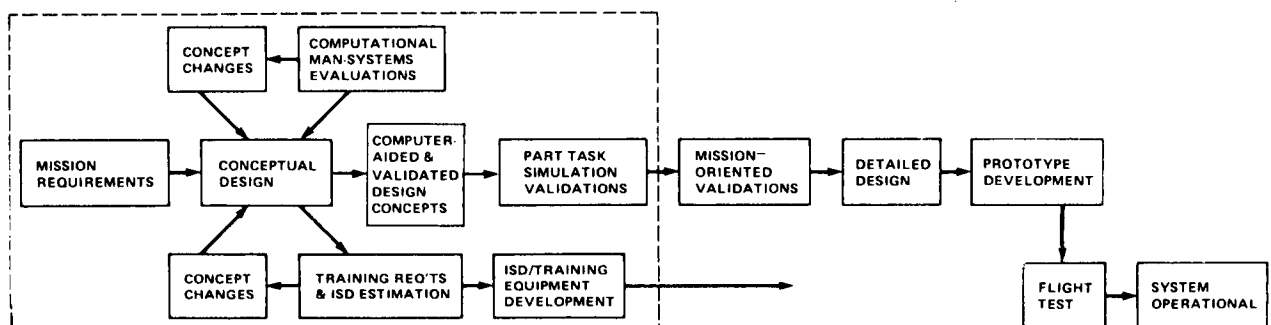 CONCEPT
CHANGES
COMPUTATIONAL
MAN-SYSTEMS
EVALUATIONS
MISSION
REQUIREMENTS
CONCEPTUAL
DESIGN
COMPUTER-
AIDED &
VALIDATED
DESIGN
CONCEPTS
PART TASK
SIMULATION
VALIDATIONS
MISSION—
ORIENTED
VALIDATIONS
DETAILED
DESIGN
PROTOTYPE
DEVELOPMENT
CONCEPT
CHANGES
TRAINING REQ'TS
& ISD ESTIMATION
ISD/TRAINING
EQUIPMENT
DEVELOPMENT
FLIGHT
TEST
SYSTEM
OPERATIONAL